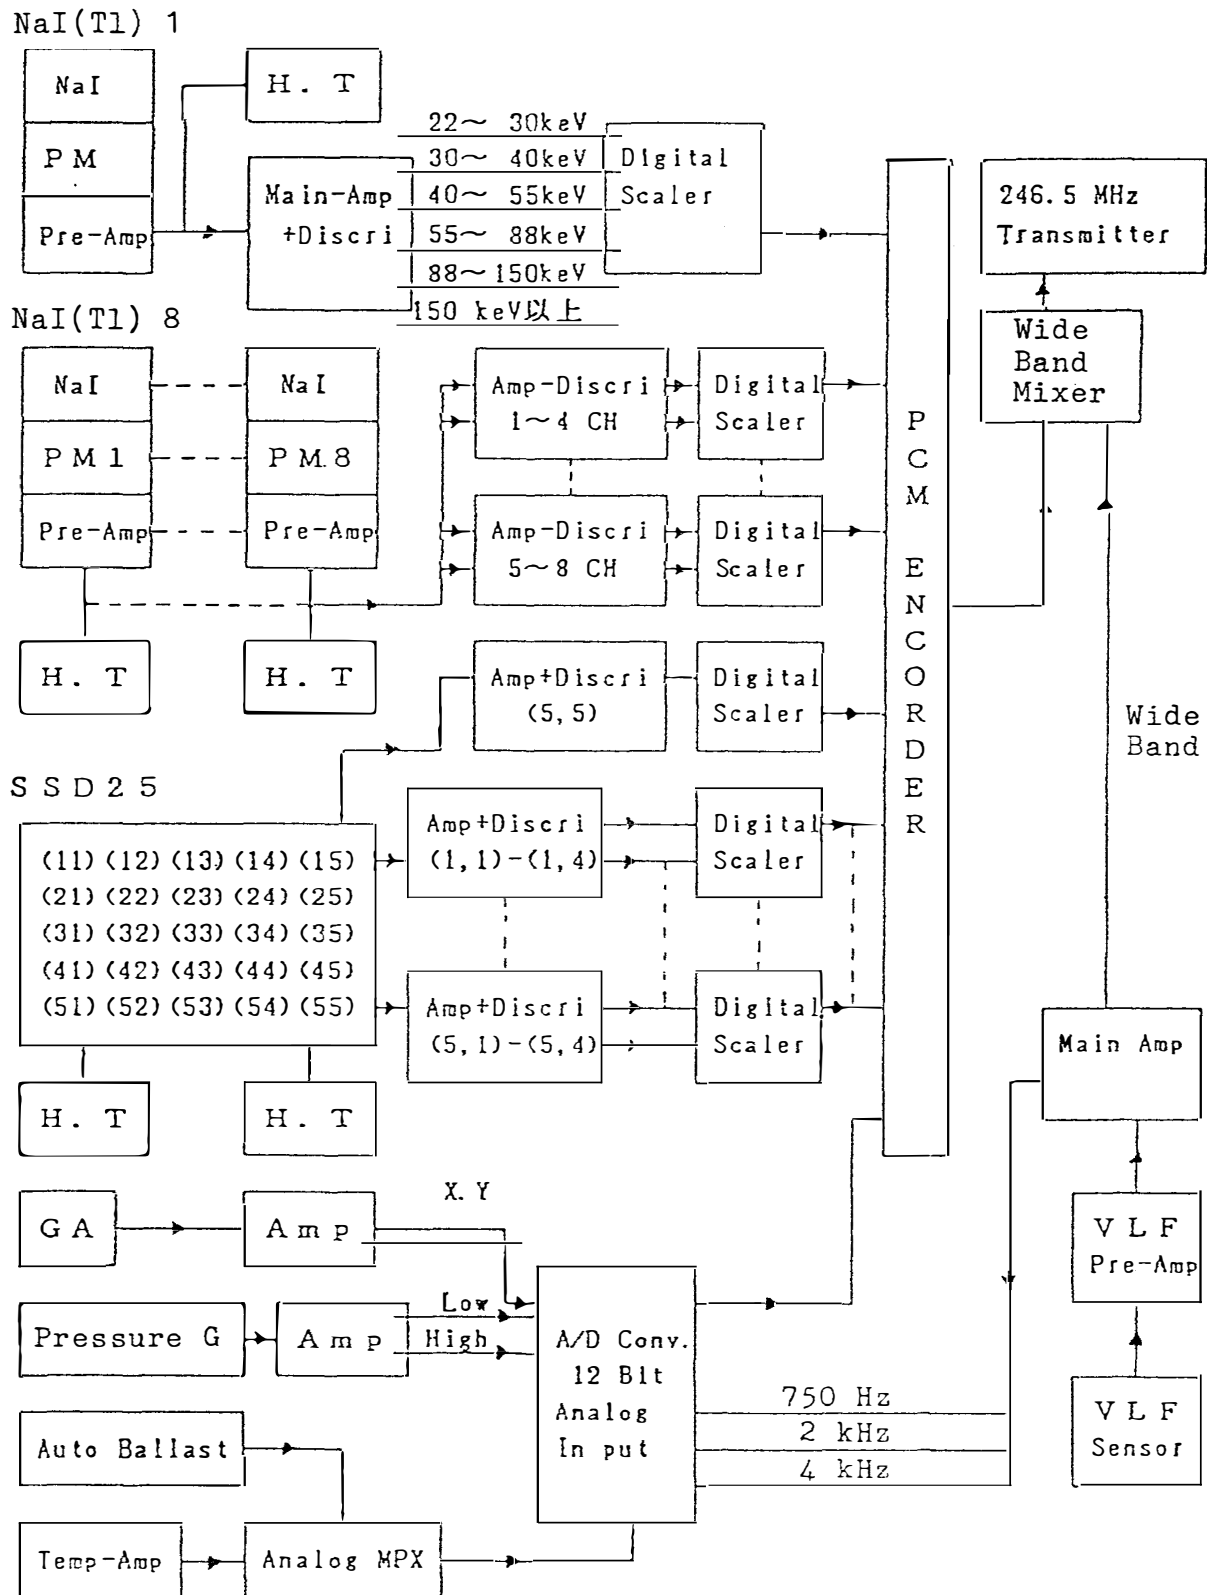 NaI(Tl) 1
NaI
PM
Pre-Amp
H. T
Main-Amp
+Discri
22～ 30keV
30～ 40keV
40～ 55keV
55～ 88keV
88～150keV
150 keV以上
Digital
Scaler
246.5 MHz
Transmitter
Wide
Band
Mixer
NaI(Tl) 8
NaI
PM1
Pre-Amp
H. T
NaI
PM.8
Pre-Amp
H. T
Amp-Discri
1～4 CH
Digital
Scaler
Amp-Discri
5～8 CH
Digital
Scaler
Amp+Discri
(5,5)
Digital
Scaler
PCM ENCORDER
Wide
Band
SSD25
(11) (12) (13) (14) (15)
(21) (22) (23) (24) (25)
(31) (32) (33) (34) (35)
(41) (42) (43) (44) (45)
(51) (52) (53) (54) (55)
H. T
H. T
Amp+Discri
(1,1)-(1,4)
Digital
Scaler
Amp+Discri
(5,1)-(5,4)
Digital
Scaler
Main Amp
VLF
Pre-Amp
VLF
Sensor
GA
Amp
X.Y
Pressure G
Amp
Low
High
A/D Conv.
12 Bit
Analog
In put
750 Hz
2 kHz
4 kHz
Auto Ballast
Temp-Amp
Analog MPX